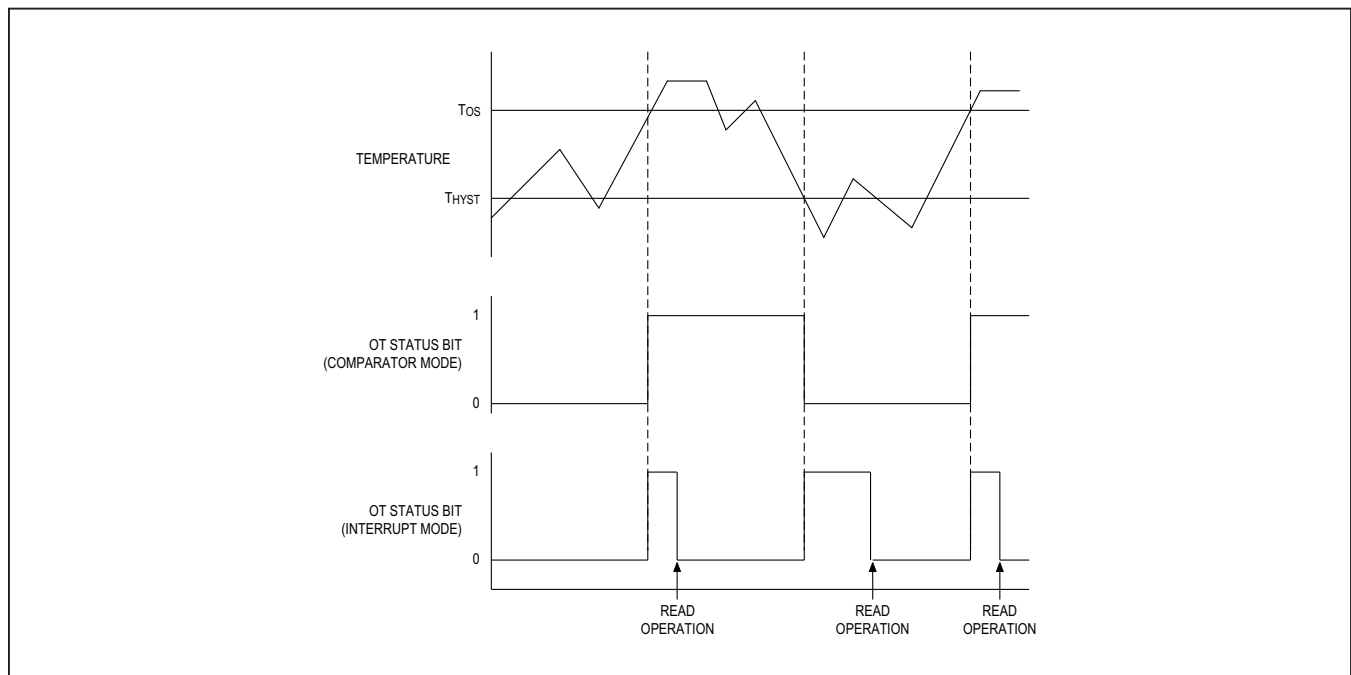 TOS
TEMPERATURE
THYST
1
OT STATUS BIT
(COMPARATOR MODE)
0
1
OT STATUS BIT
(INTERRUPT MODE)
0
READ
OPERATION
READ
OPERATION
READ
OPERATION